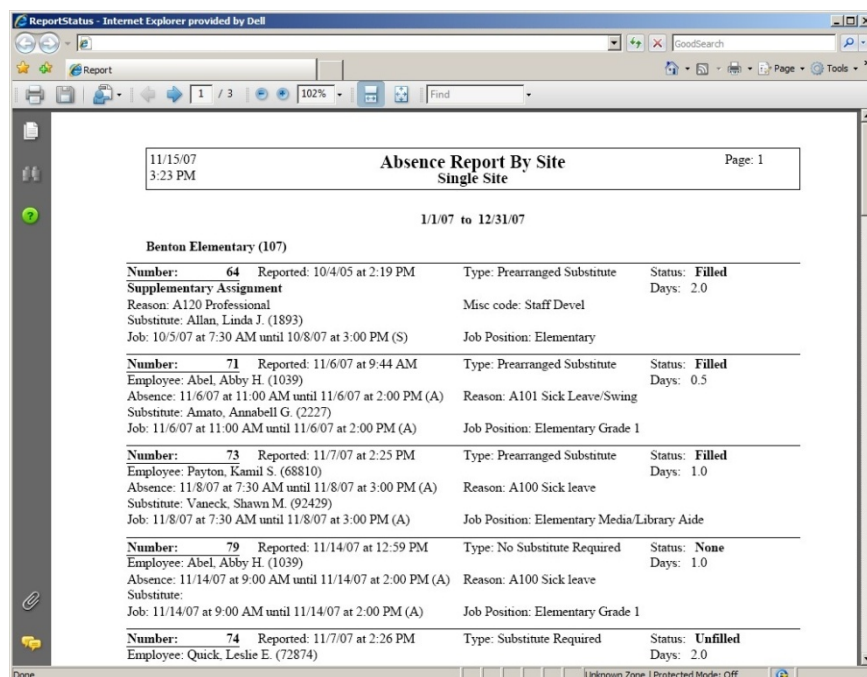 ReportStatus - Internet Explorer provided by Dell
GoodSearch
Report
Page
Tools
1 / 3
102%
Find
11/15/07
Absence Report By Site
Page: 1
3:23 PM
Single Site
1/1/07 to 12/31/07
Benton Elementary (107)
Number: 64 Reported: 10/4/05 at 2:19 PM Type: Prearranged Substitute Status: Filled
Supplementary Assignment Days: 2.0
Reason: A120 Professional Misc code: Staff Devel
Substitute: Allan, Linda J. (1893)
Job: 10/5/07 at 7:30 AM until 10/8/07 at 3:00 PM (S) Job Position: Elementary
Number: 71 Reported: 11/6/07 at 9:44 AM Type: Prearranged Substitute Status: Filled
Employee: Abel, Abby H. (1039) Days: 0.5
Absence: 11/6/07 at 11:00 AM until 11/6/07 at 2:00 PM (A) Reason: A101 Sick Leave/Swing
Substitute: Amato, Annabell G. (2227)
Job: 11/6/07 at 11:00 AM until 11/6/07 at 2:00 PM (A) Job Position: Elementary Grade 1
Number: 73 Reported: 11/7/07 at 2:25 PM Type: Prearranged Substitute Status: Filled
Employee: Payton, Kamil S. (68810) Days: 1.0
Absence: 11/8/07 at 7:30 AM until 11/8/07 at 3:00 PM (A) Reason: A100 Sick leave
Substitute: Vaneck, Shawn M. (92429)
Job: 11/8/07 at 7:30 AM until 11/8/07 at 3:00 PM (A) Job Position: Elementary Media/Library Aide
Number: 79 Reported: 11/14/07 at 12:59 PM Type: No Substitute Required Status: None
Employee: Abel, Abby H. (1039) Days: 1.0
Absence: 11/14/07 at 9:00 AM until 11/14/07 at 2:00 PM (A) Reason: A100 Sick leave
Substitute:
Job: 11/14/07 at 9:00 AM until 11/14/07 at 2:00 PM (A) Job Position: Elementary Grade 1
Number: 74 Reported: 11/7/07 at 2:26 PM Type: Substitute Required Status: Unfilled
Employee: Quick, Leslie E. (72874) Days: 2.0
Done Unknown Zone | Protected Mode: Off